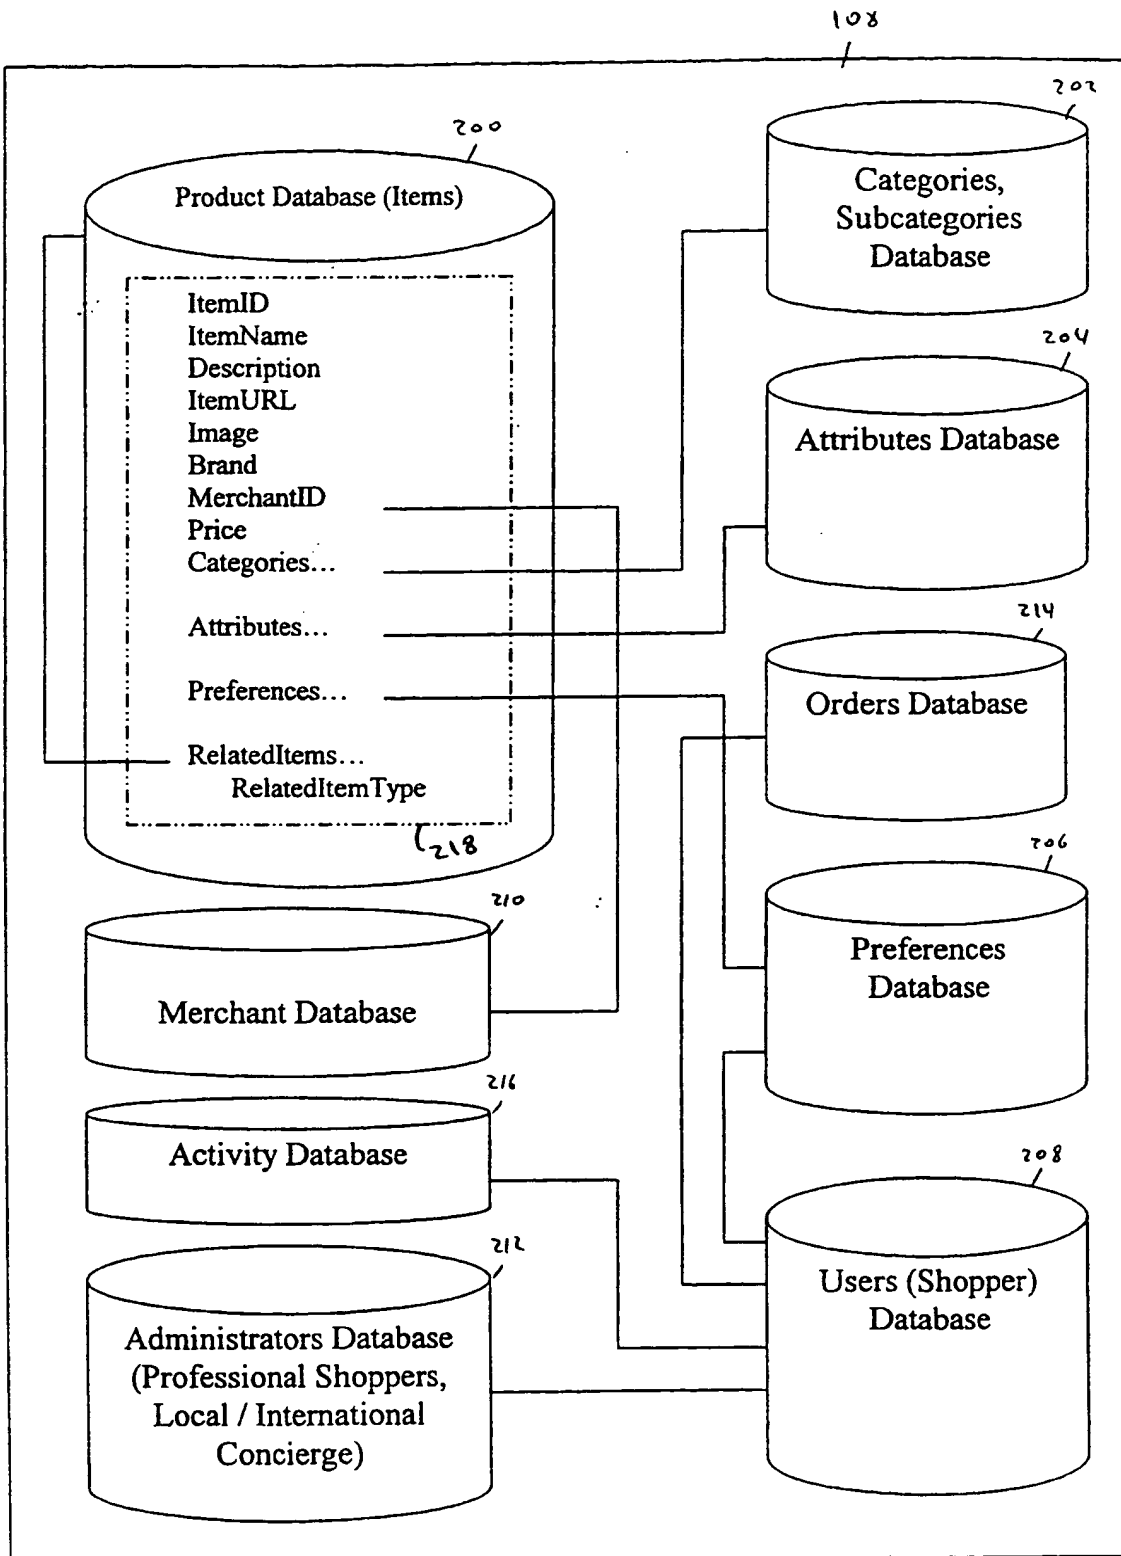 108
200
Product Database (Items)
ItemID
ItemName
Description
ItemURL
Image
Brand
MerchantID
Price
Categories...
Attributes...
Preferences...
RelatedItems...
RelatedItemType
218
210
Merchant Database
216
Activity Database
212
Administrators Database
(Professional Shoppers,
Local / International
Concierge)
202
Categories,
Subcategories
Database
204
Attributes Database
214
Orders Database
206
Preferences
Database
208
Users (Shopper)
Database